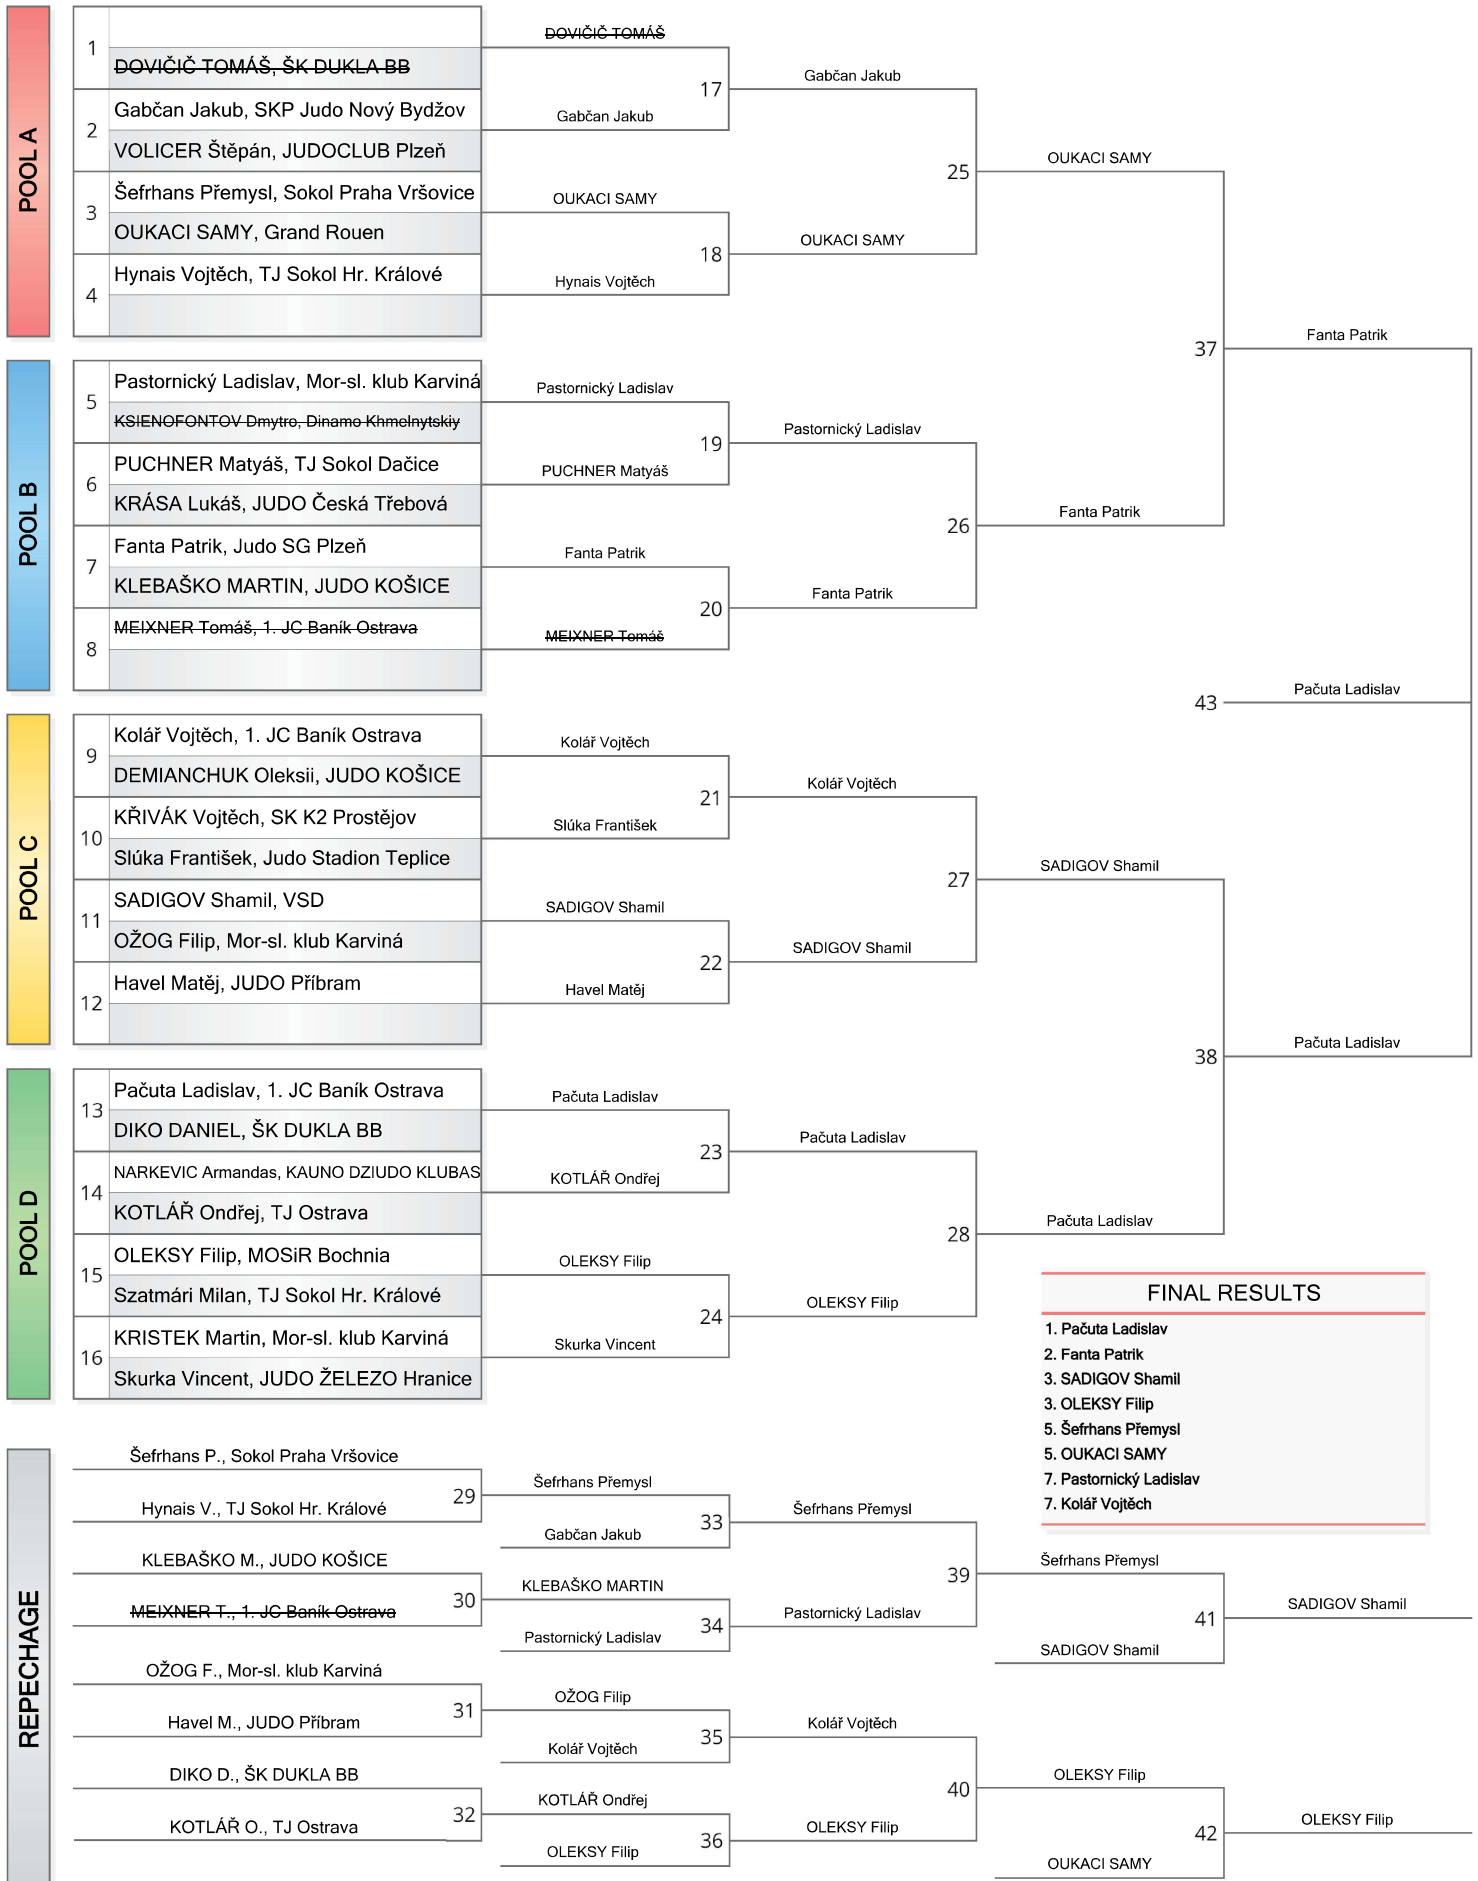 POOL A
1
DOVIČIČ TOMÁŠ, ŠK DUKLA BB
2
Gabčan Jakub, SKP Judo Nový Bydžov
VOLICER Štěpán, JUDOCLUB Plzeň
3
Šefrhans Přemysl, Sokol Praha Vršovice
OUKACI SAMY, Grand Rouen
4
Hynais Vojtěch, TJ Sokol Hr. Králové
DOVIČIČ TOMÁŠ
17
Gabčan Jakub
OUKACI SAMY
18
Hynais Vojtěch
Gabčan Jakub
25
OUKACI SAMY
OUKACI SAMY
POOL B
5
Pastornický Ladislav, Mor-sl. klub Karviná
KSIENOFONTOV Dmytro, Dinamo Khmelnytskiy
6
PUCHNER Matyáš, TJ Sokol Dačice
KRÁSA Lukáš, JUDO Česká Třebová
7
Fanta Patrik, Judo SG Plzeň
KLEBAŠKO MARTIN, JUDO KOŠICE
8
MEIXNER Tomáš, 1. JC Baník Ostrava
Pastornický Ladislav
19
PUCHNER Matyáš
Fanta Patrik
20
MEIXNER Tomáš
Pastornický Ladislav
26
Fanta Patrik
Fanta Patrik
37
Fanta Patrik
43
Pačuta Ladislav
POOL C
9
Kolář Vojtěch, 1. JC Baník Ostrava
DEMIANCHUK Oleksii, JUDO KOŠICE
10
KŘIVÁK Vojtěch, SK K2 Prostějov
Slúka František, Judo Stadion Teplice
11
SADIGOV Shamil, VSD
OŽOG Filip, Mor-sl. klub Karviná
12
Havel Matěj, JUDO Příbram
Kolář Vojtěch
21
Slúka František
SADIGOV Shamil
22
Havel Matěj
Kolář Vojtěch
27
SADIGOV Shamil
SADIGOV Shamil
38
Pačuta Ladislav
POOL D
13
Pačuta Ladislav, 1. JC Baník Ostrava
DIKO DANIEL, ŠK DUKLA BB
14
NARKEVIC Armandas, KAUNO DZIUDO KLUBAS
KOTLÁŘ Ondřej, TJ Ostrava
15
OLEKSY Filip, MOSiR Bochnia
Szatmári Milan, TJ Sokol Hr. Králové
16
KRISTEK Martin, Mor-sl. klub Karviná
Skurka Vincent, JUDO ŽELEZO Hranice
Pačuta Ladislav
23
KOTLÁŘ Ondřej
OLEKSY Filip
24
Skurka Vincent
Pačuta Ladislav
28
OLEKSY Filip
Pačuta Ladislav
FINAL RESULTS
1. Pačuta Ladislav
2. Fanta Patrik
3. SADIGOV Shamil
3. OLEKSY Filip
5. Šefrhans Přemysl
5. OUKACI SAMY
7. Pastornický Ladislav
7. Kolář Vojtěch
REPECHAGE
Šefrhans P., Sokol Praha Vršovice
29
Hynais V., TJ Sokol Hr. Králové
KLEBAŠKO M., JUDO KOŠICE
30
MEIXNER T., 1. JC Baník Ostrava
OŽOG F., Mor-sl. klub Karviná
31
Havel M., JUDO Příbram
DIKO D., ŠK DUKLA BB
32
KOTLÁŘ O., TJ Ostrava
Šefrhans Přemysl
33
Gabčan Jakub
KLEBAŠKO MARTIN
34
Pastornický Ladislav
OŽOG Filip
35
Kolář Vojtěch
KOTLÁŘ Ondřej
36
OLEKSY Filip
Šefrhans Přemysl
39
Pastornický Ladislav
Kolář Vojtěch
40
OLEKSY Filip
Šefrhans Přemysl
41
SADIGOV Shamil
SADIGOV Shamil
OLEKSY Filip
42
OUKACI SAMY
OLEKSY Filip